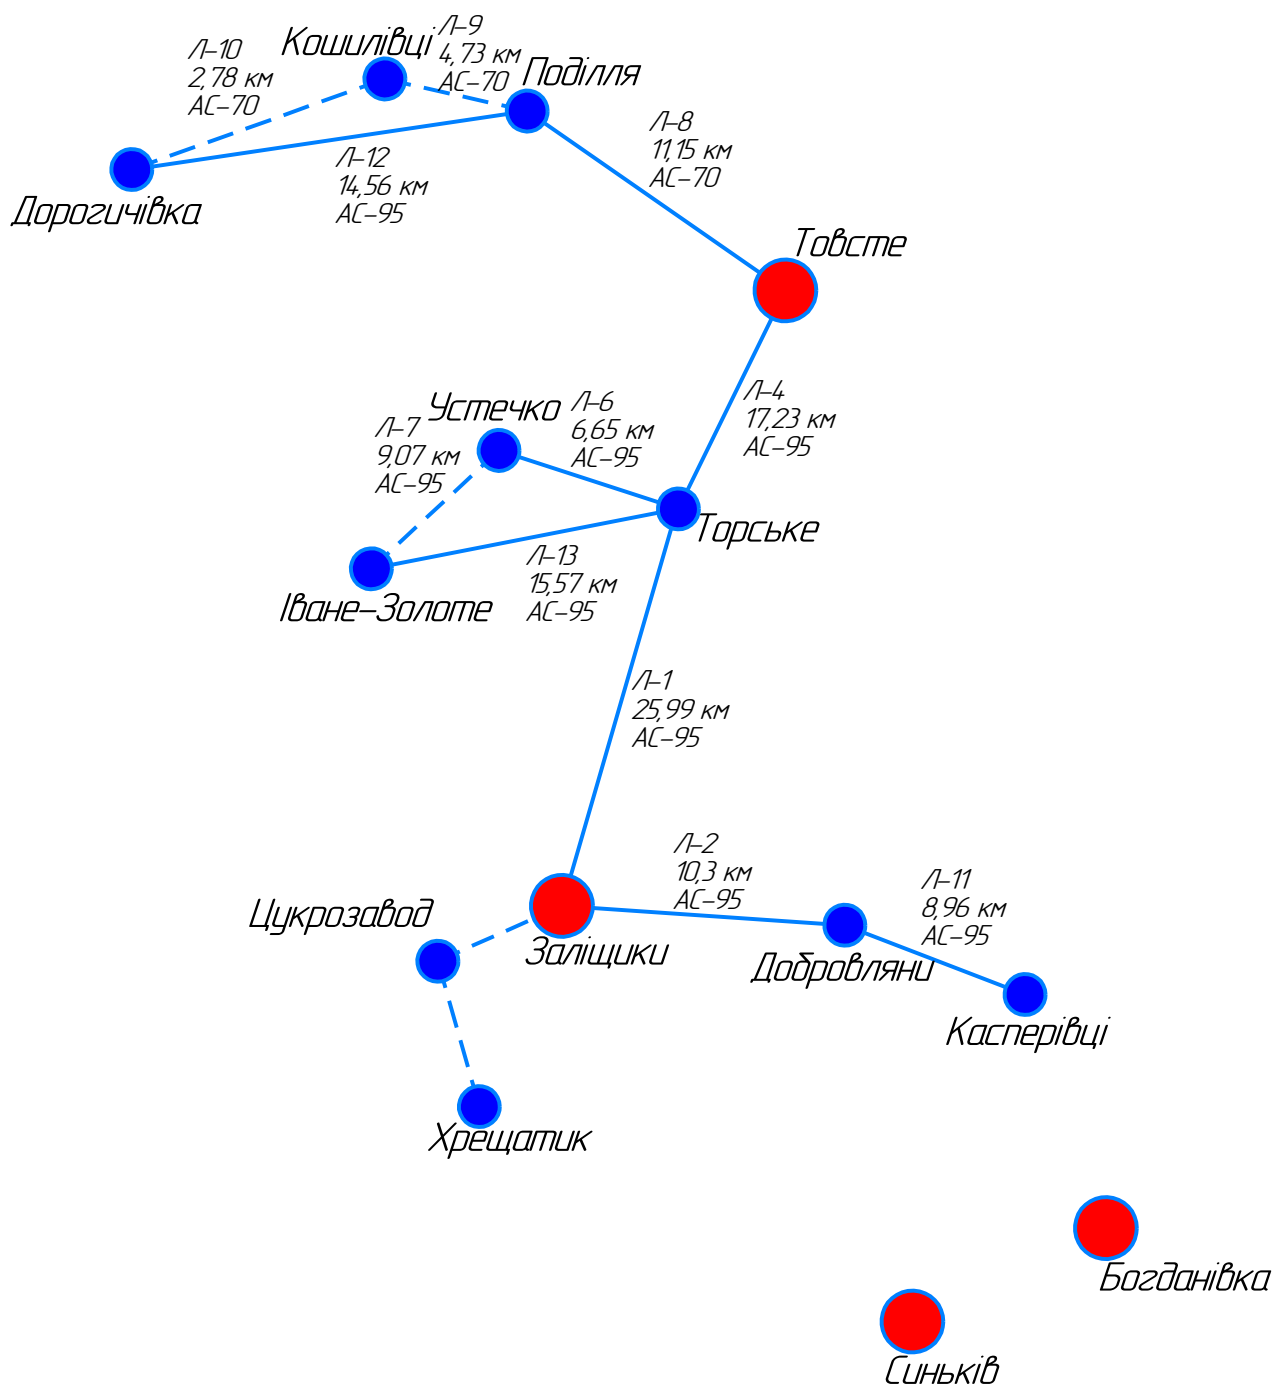 Л-9
Кошилівці
Л-10
2,78 км
АС-70
4,73 км
АС-70
Поділля
Л-8
11,15 км
АС-70
Л-12
14,56 км
АС-95
Дорогичівка
Товсте
Л-4
17,23 км
АС-95
Устечко
Л-6
6,65 км
АС-95
Л-7
9,07 км
АС-95
Торське
Л-13
15,57 км
АС-95
Іване-Золоте
Л-1
25,99 км
АС-95
Л-2
10,3 км
АС-95
Л-11
8,96 км
АС-95
Цукрозавод
Заліщики
Добровляни
Касперівці
Хрещатик
Богданівка
Синьків